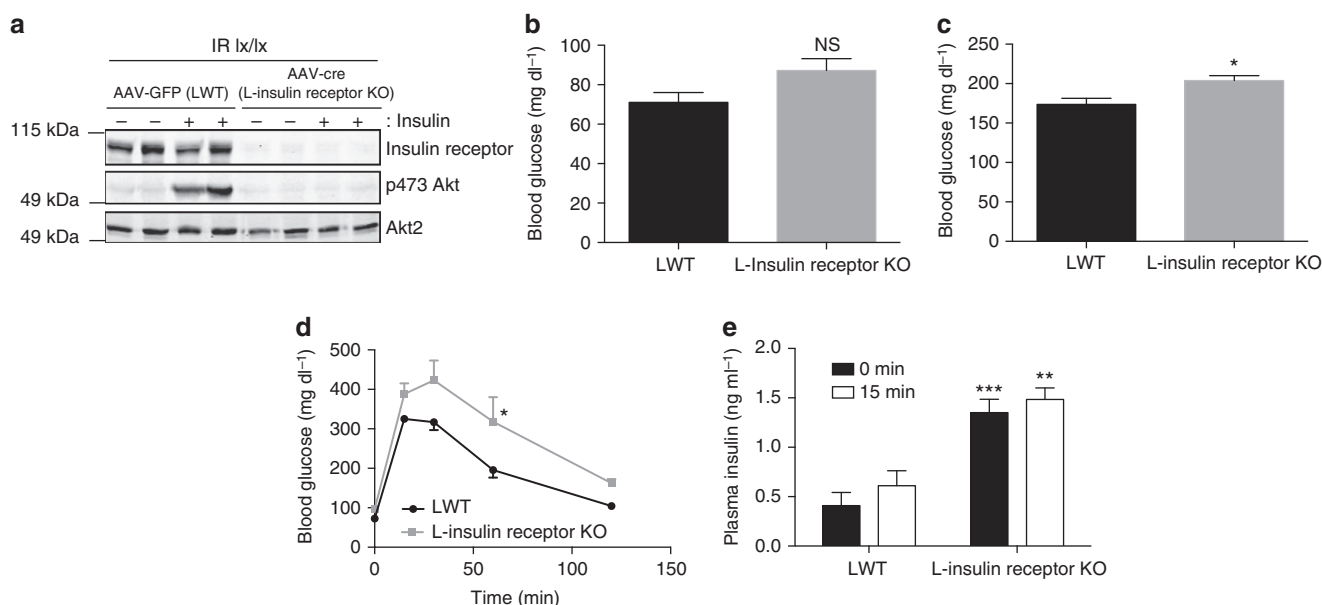 a
IR lx/lx
AAV-GFP (LWT)
AAV-cre
(L-insulin receptor KO)
− − + + − − + + : Insulin
115 kDa
Insulin receptor
p473 Akt
49 kDa
Akt2
49 kDa
b
Blood glucose (mg dl⁻¹)
100
80
60
40
20
0
NS
LWT
L-Insulin receptor KO
c
Blood glucose (mg dl⁻¹)
250
200
150
100
50
0
*
LWT
L-insulin receptor KO
d
Blood glucose (mg dl⁻¹)
500
400
300
200
100
0
*
LWT
L-insulin receptor KO
0 50 100 150
Time (min)
e
Plasma insulin (ng ml⁻¹)
2.0
1.5
1.0
0.5
0.0
0 min
15 min
*** **
LWT
L-insulin receptor KO